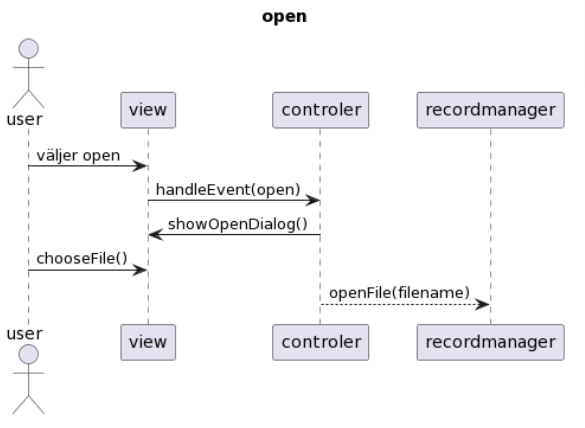 open
user
view
controler
recordmanager
väljer open
handleEvent(open)
showOpenDialog()
chooseFile()
openFile(filename)
user
view
controler
recordmanager